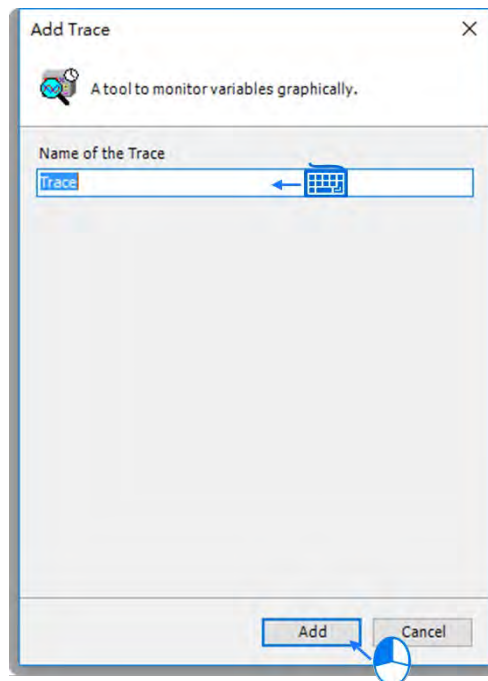 Add Trace
A tool to monitor variables graphically.
Name of the Trace
Trace
Add Cancel